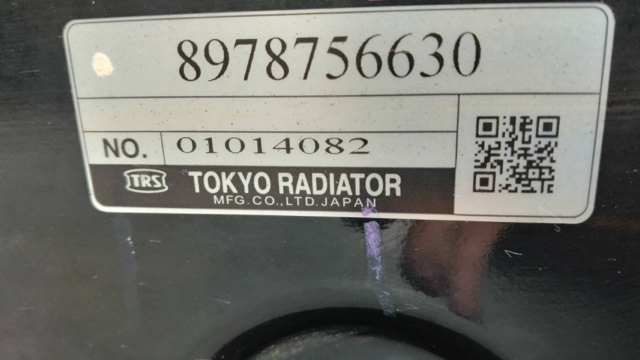 8978756630
NO. 01014082
TRS TOKYO RADIATOR
MFG.CO.,LTD.JAPAN